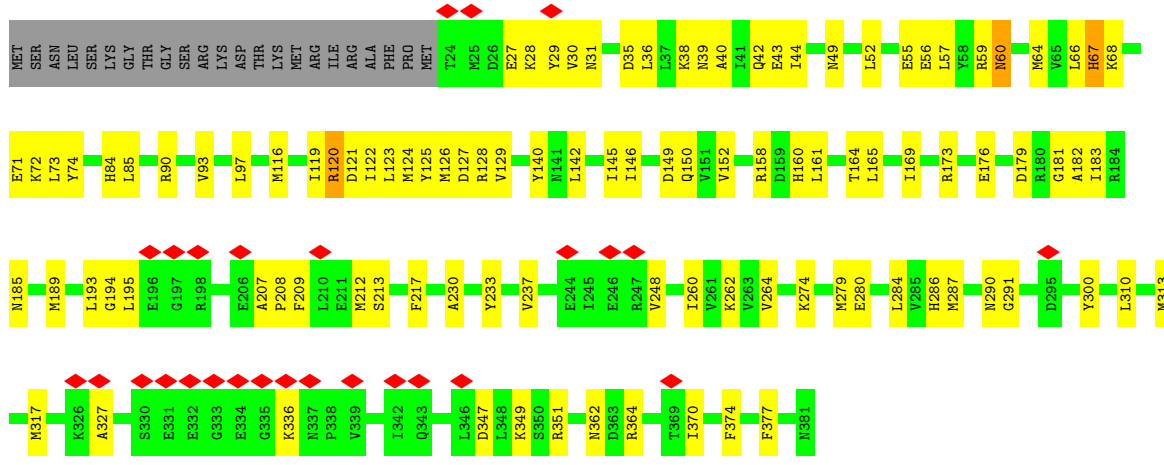 MET SER ASN LEU SER LYS GLY THR GLY SER ARG LYS ASP THR LYS MET ARG ILE ARG ALA PHE PRO MET T24 M25 D26 E27 K28 Y29 V30 N31 D35 L36 L37 K38 N39 A40 I41 Q42 E43 I44 N49 L52 E55 E56 L57 Y58 R59 N60 M64 V65 L66 H67 K68
E71 K72 L73 Y74 H84 L85 R90 V93 L97 M116 I119 R120 D121 I122 L123 M124 Y125 M126 D127 R128 V129 Y140 N141 L142 I145 I146 D149 Q150 V151 V152 R158 D159 H160 L161 T164 L165 I169 R173 E176 D179 R180 G181 A182 I183 R184
N185 M189 L193 G194 L195 E196 G197 R198 E206 A207 P208 F209 L210 E211 M212 S213 F217 A230 Y233 V237 E244 I245 E246 R247 V248 I260 V261 K262 V263 V264 K274 M279 E280 L284 V285 H286 M287 N290 G291 D295 Y300 L310 M313
M317 K326 A327 S330 E331 E332 G333 E334 G335 K336 N337 P338 V339 I342 Q343 L346 D347 L348 K349 S350 R351 N362 D363 R364 T369 I370 F374 F377 N381